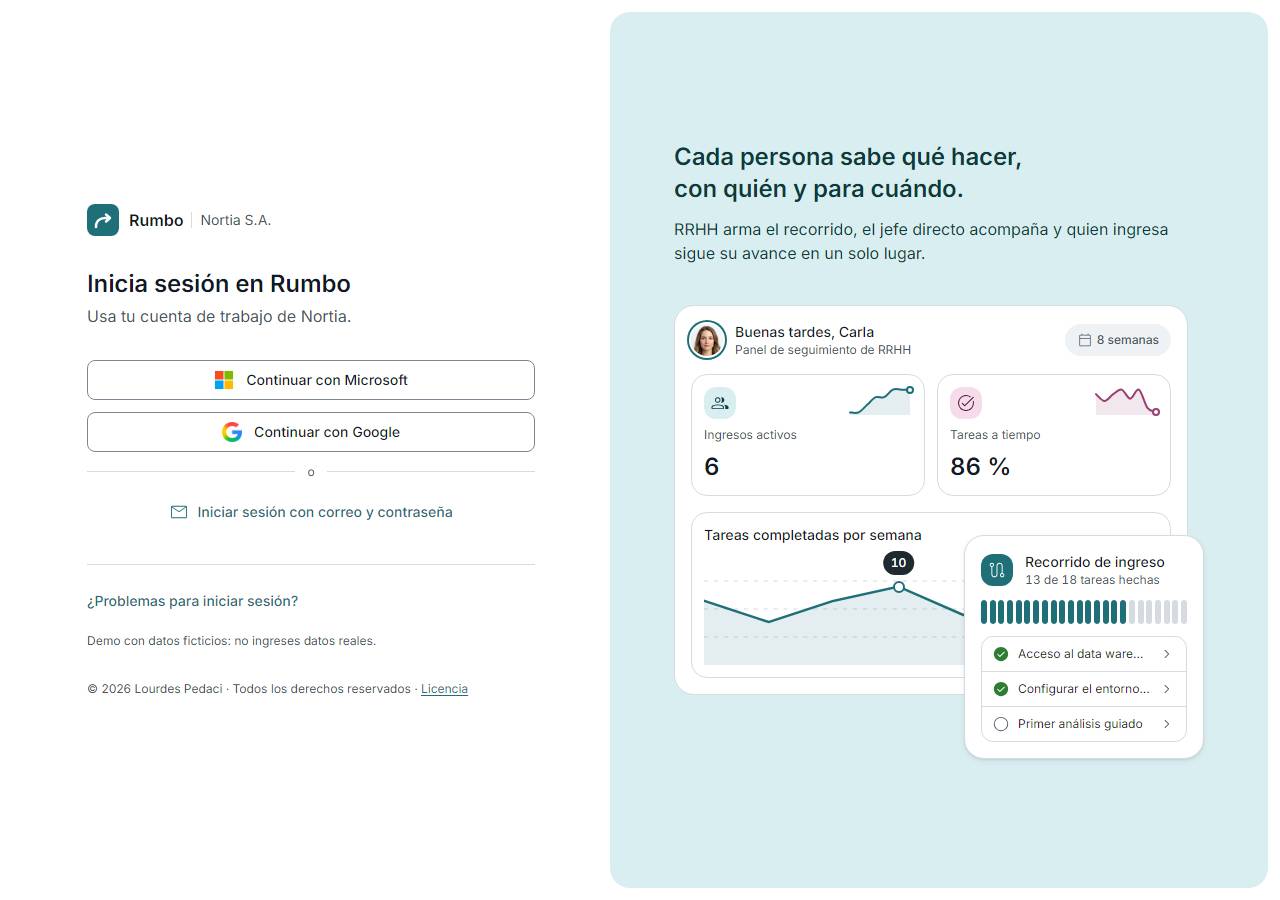 Rumbo
Nortia S.A.
Inicia sesión en Rumbo
Usa tu cuenta de trabajo de Nortia.
Continuar con Microsoft
Continuar con Google
o
Iniciar sesión con correo y contraseña
¿Problemas para iniciar sesión?
Demo con datos ficticios: no ingreses datos reales.
© 2026 Lourdes Pedaci · Todos los derechos reservados · Licencia
Cada persona sabe qué hacer,
con quién y para cuándo.
RRHH arma el recorrido, el jefe directo acompaña y quien ingresa
sigue su avance en un solo lugar.
Buenas tardes, Carla
Panel de seguimiento de RRHH
8 semanas
Ingresos activos
6
Tareas a tiempo
86 %
Tareas completadas por semana
10
Recorrido de ingreso
13 de 18 tareas hechas
Acceso al data ware...
Configurar el entorno...
Primer análisis guiado